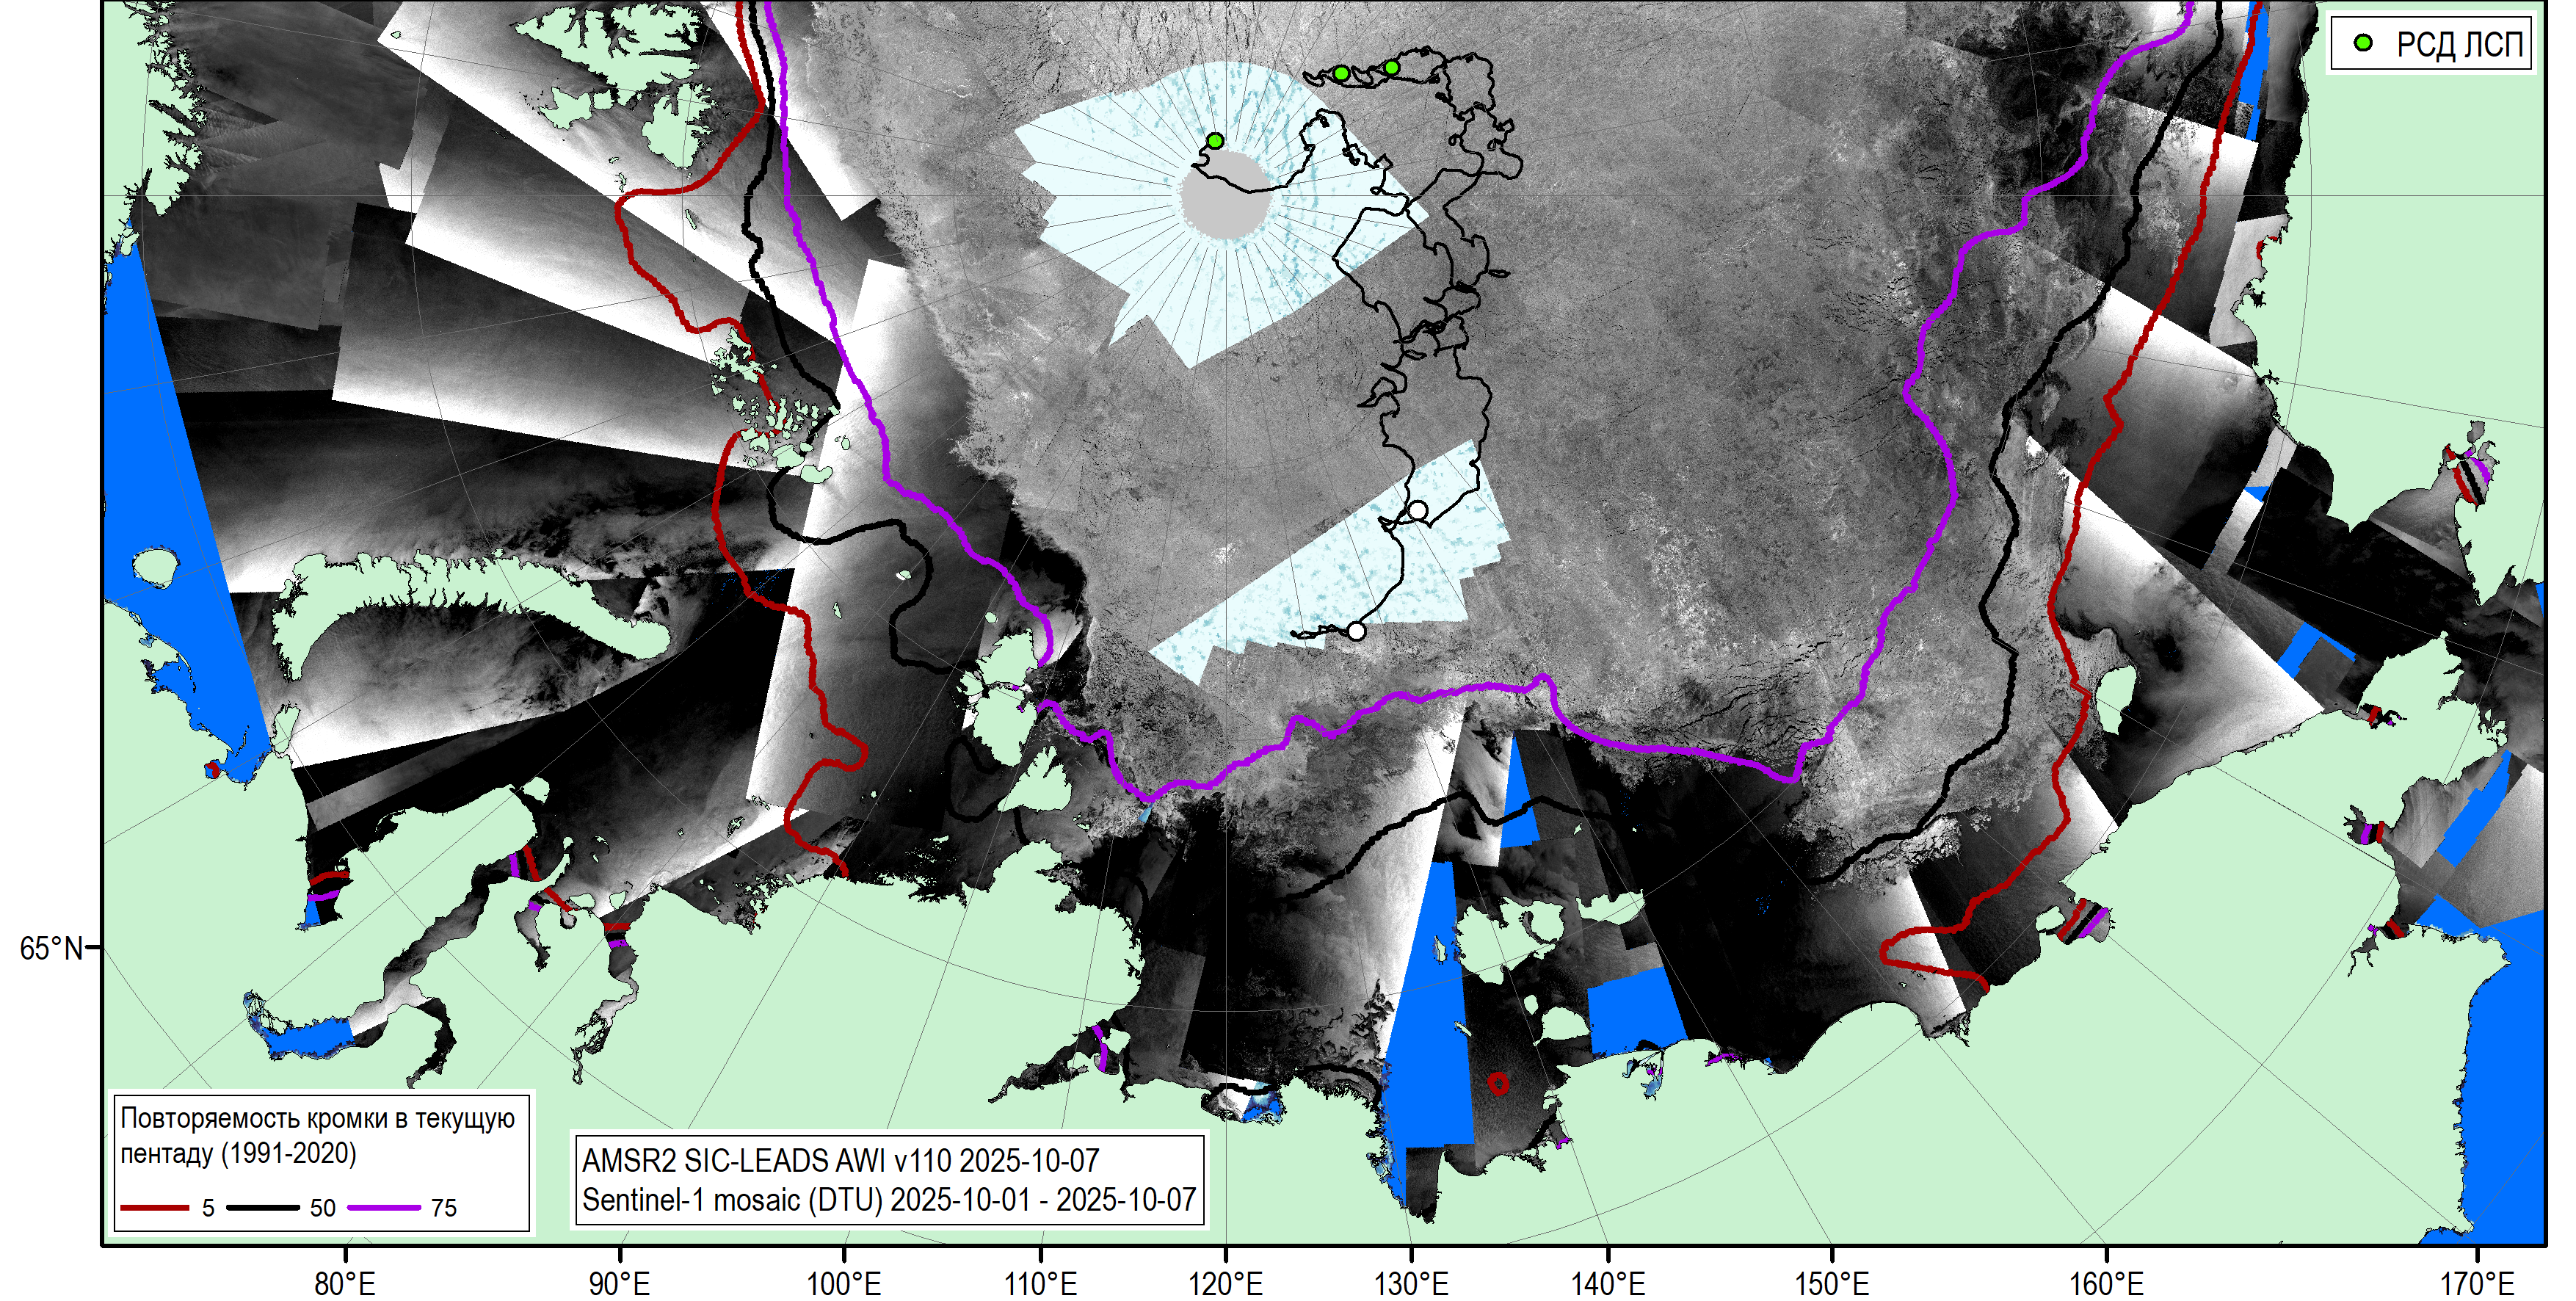 РСД ЛСП
65°N
Повторяемость кромки в текущую
пентаду (1991-2020)
5 50 75
AMSR2 SIC-LEADS AWI v110 2025-10-07
Sentinel-1 mosaic (DTU) 2025-10-01 - 2025-10-07
80°E 90°E 100°E 110°E 120°E 130°E 140°E 150°E 160°E 170°E